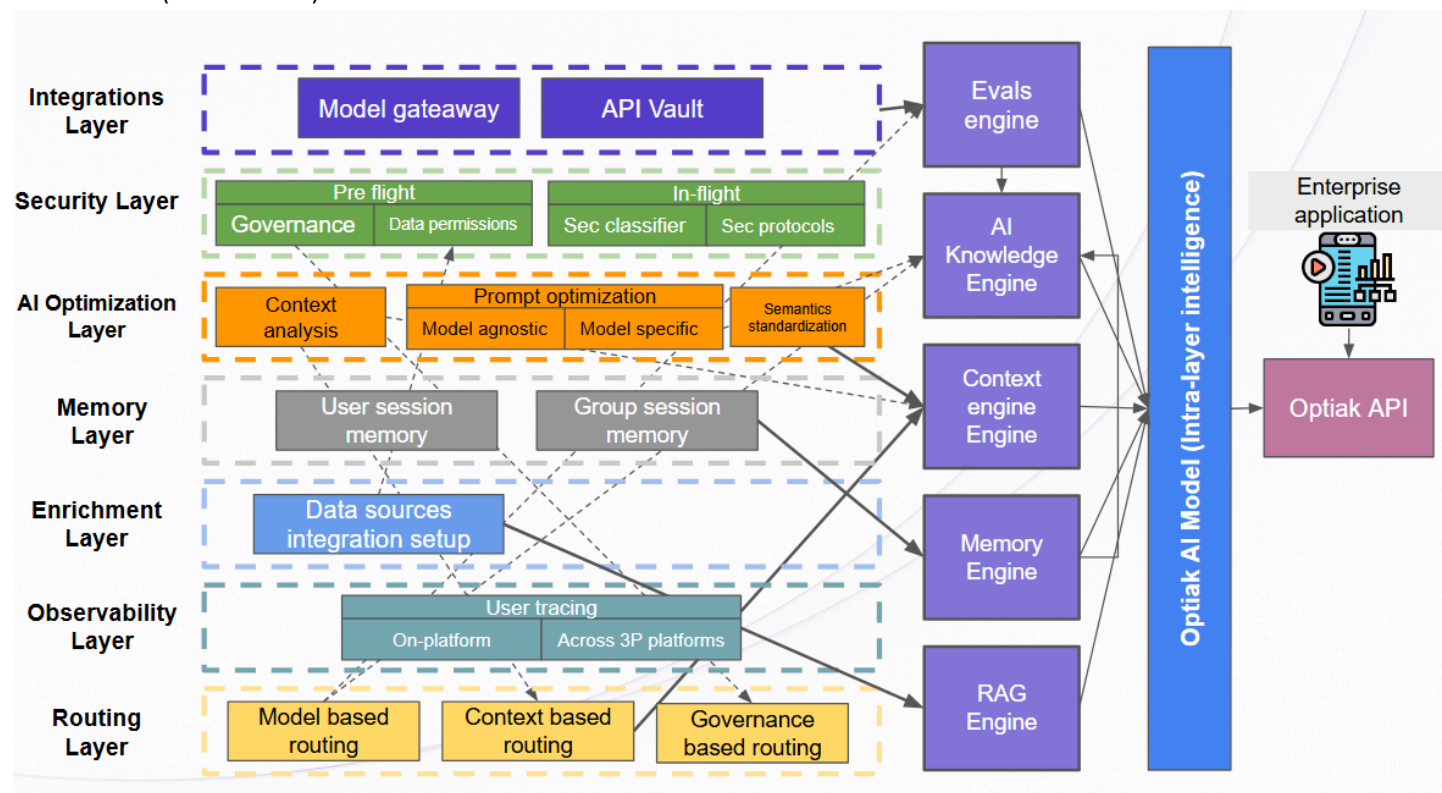 Integrations
Layer
Model gateaway
API Vault
Evals
engine
Security Layer
Pre flight
Governance
Data permissions
In-flight
Sec classifier
Sec protocols
AI
Knowledge
Engine
AI Optimization
Layer
Context
analysis
Prompt optimization
Model agnostic
Model specific
Semantics
standardization
Context
engine
Engine
Memory
Layer
User session
memory
Group session
memory
Memory
Engine
Enrichment
Layer
Data sources
integration setup
Observability
Layer
User tracing
On-platform
Across 3P platforms
RAG
Engine
Routing
Layer
Model based
routing
Context based
routing
Governance
based routing
Optiak AI Model (Intra-layer intelligence)
Enterprise
application
Optiak API